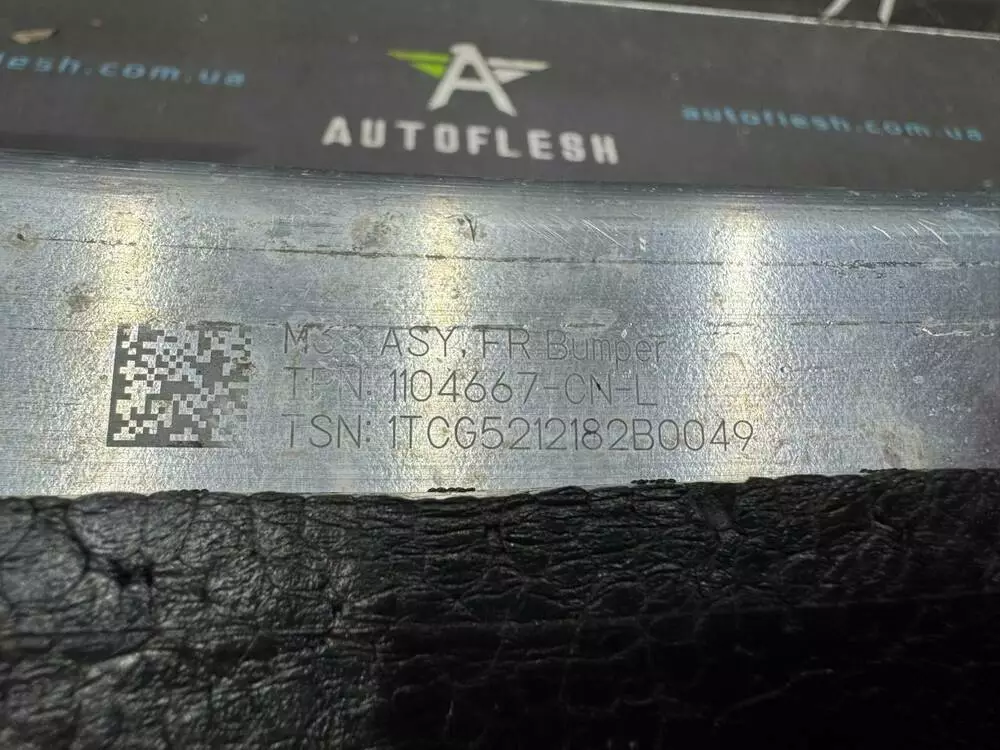 lesh.com.ua
AUTOFLESH
autoflesh.com.ua
ASY, FR Bumper
TPN: 1104667-CN-L
TSN: 1TCG5212182B0049